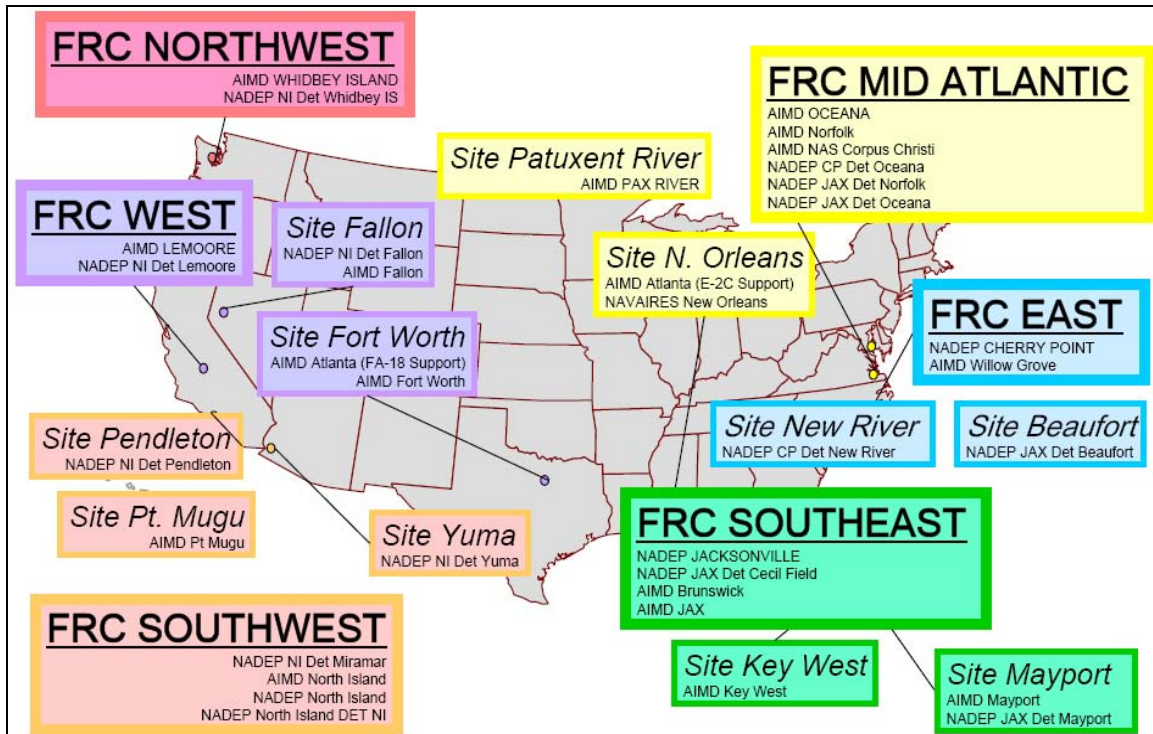 FRC NORTHWEST
AIMD WHIDBEY ISLAND
NADEP NI Det Whidbey IS
FRC MID ATLANTIC
AIMD OCEANA
AIMD Norfolk
AIMD NAS Corpus Christi
NADEP CP Det Oceana
NADEP JAX Det Norfolk
NADEP JAX Det Oceana
Site Patuxent River
AIMD PAX RIVER
FRC WEST
AIMD LEMOORE
NADEP NI Det Lemoore
Site Fallon
NADEP NI Det Fallon
AIMD Fallon
Site N. Orleans
AIMD Atlanta (E-2C Support)
NAVAIRES New Orleans
FRC EAST
NADEP CHERRY POINT
AIMD Willow Grove
Site Fort Worth
AIMD Atlanta (FA-18 Support)
AIMD Fort Worth
Site Pendleton
NADEP NI Det Pendleton
Site New River
NADEP CP Det New River
Site Beaufort
NADEP JAX Det Beaufort
Site Pt. Mugu
AIMD Pt Mugu
Site Yuma
NADEP NI Det Yuma
FRC SOUTHEAST
NADEP JACKSONVILLE
NADEP JAX Det Cecil Field
AIMD Brunswick
AIMD JAX
FRC SOUTHWEST
NADEP NI Det Miramar
AIMD North Island
NADEP North Island
NADEP North Island DET NI
Site Key West
AIMD Key West
Site Mayport
AIMD Mayport
NADEP JAX Det Mayport